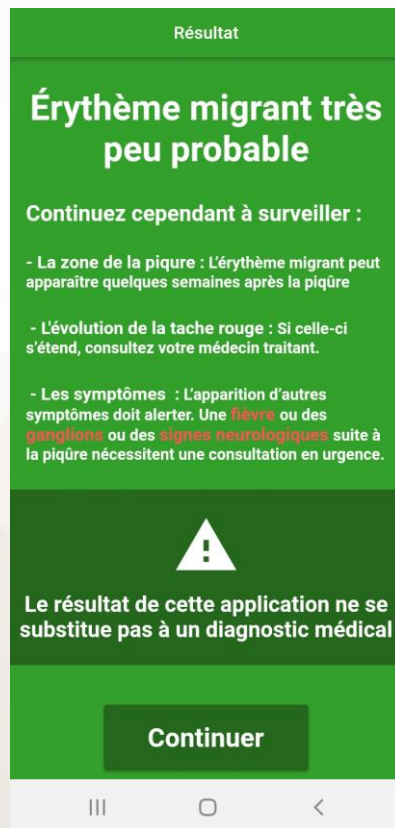 Résultat
Érythème migrant très
peu probable
Continuez cependant à surveiller :
- La zone de la piqure : L'érythème migrant peut
apparaître quelques semaines après la piqûre
- L'évolution de la tache rouge : Si celle-ci
s'étend, consultez votre médecin traitant.
- Les symptômes : L'apparition d'autres
symptômes doit alerter. Une fièvre ou des
ganglions ou des signes neurologiques suite à
la piqûre nécessitent une consultation en urgence.
Le résultat de cette application ne se
substitue pas à un diagnostic médical
Continuer